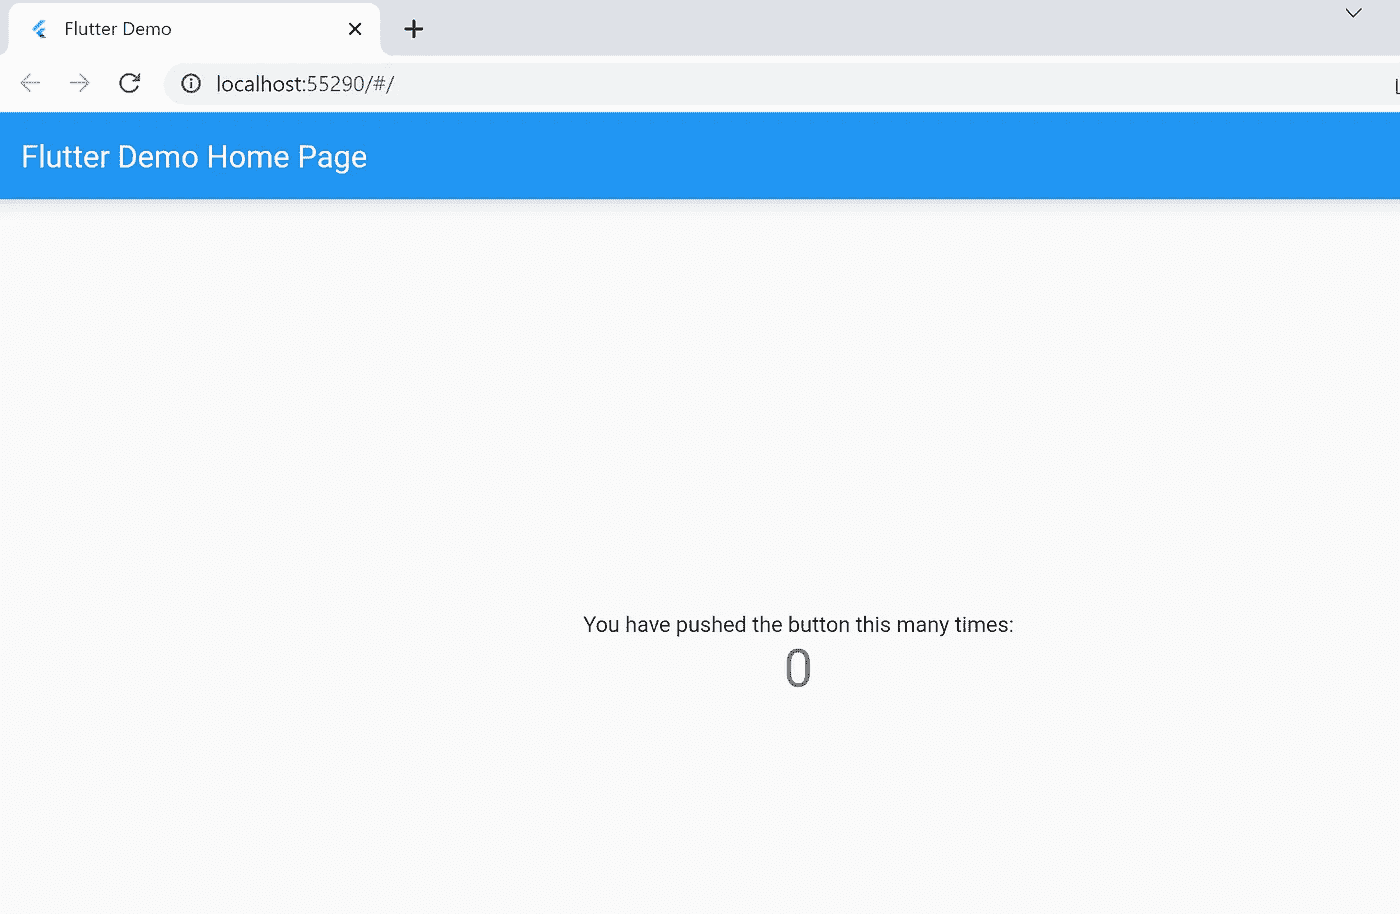 Flutter Demo
localhost:55290/#/
Flutter Demo Home Page
You have pushed the button this many times:
0